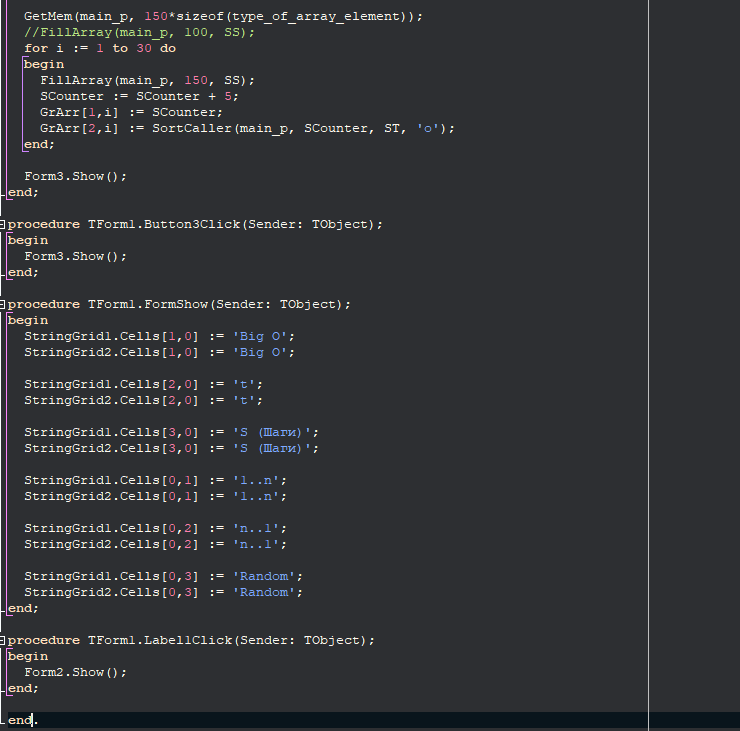 GetMem(main_p, 150*sizeof(type_of_array_element));
//FillArray(main_p, 100, SS);
for i := 1 to 30 do
begin
FillArray(main_p, 150, SS);
SCounter := SCounter + 5;
GrArr[1,i] := SCounter;
GrArr[2,i] := SortCaller(main_p, SCounter, ST, 'o');
end;
Form3.Show();
end;
procedure TForm1.Button3Click(Sender: TObject);
begin
Form3.Show();
end;
procedure TForm1.FormShow(Sender: TObject);
begin
StringGrid1.Cells[1,0] := 'Big O';
StringGrid2.Cells[1,0] := 'Big O';
StringGrid1.Cells[2,0] := 't';
StringGrid2.Cells[2,0] := 't';
StringGrid1.Cells[3,0] := 'S (Шаги)';
StringGrid2.Cells[3,0] := 'S (Шаги)';
StringGrid1.Cells[0,1] := '1..n';
StringGrid2.Cells[0,1] := '1..n';
StringGrid1.Cells[0,2] := 'n..1';
StringGrid2.Cells[0,2] := 'n..1';
StringGrid1.Cells[0,3] := 'Random';
StringGrid2.Cells[0,3] := 'Random';
end;
procedure TForm1.Label1Click(Sender: TObject);
begin
Form2.Show();
end;
end.